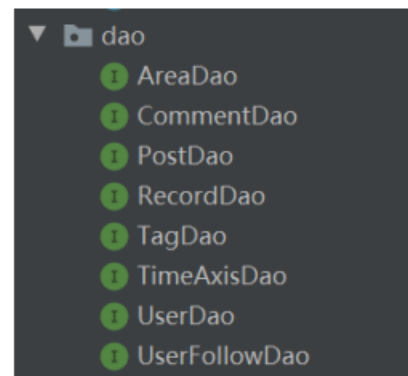 dao
I AreaDao
I CommentDao
I PostDao
I RecordDao
I TagDao
I TimeAxisDao
I UserDao
I UserFollowDao